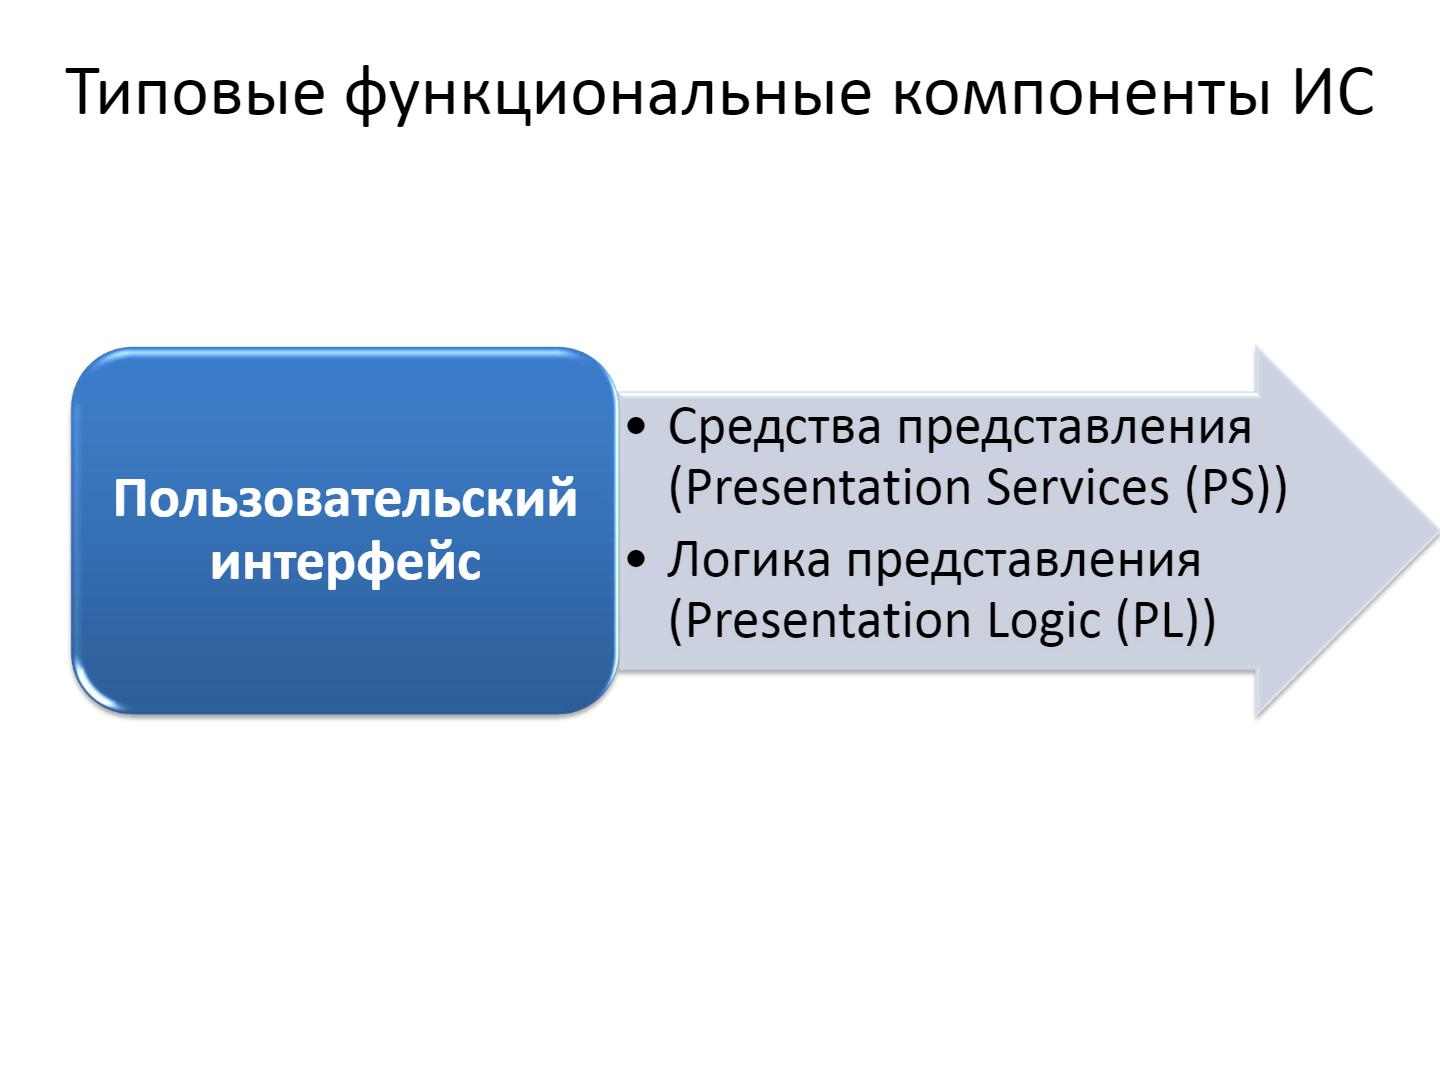 Типовые функциональные компоненты ИС
Пользовательский
интерфейс
• Средства представления
(Presentation Services (PS))
• Логика представления
(Presentation Logic (PL))